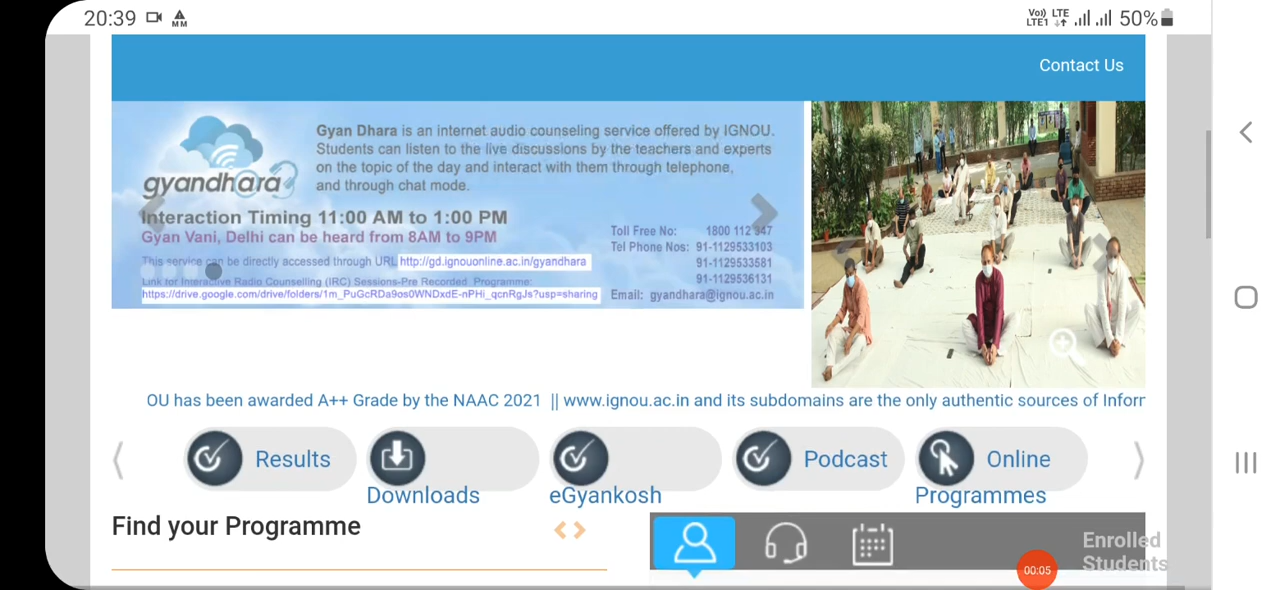 20:39
MM
Vo)) LTE
LTE1
50%
Contact Us
gyandhara
Gyan Dhara is an internet audio counseling service offered by IGNOU.
Students can listen to the live discussions by the teachers and experts
on the topic of the day and interact with them through telephone,
and through chat mode.
Interaction Timing 11:00 AM to 1:00 PM
Gyan Vani, Delhi can be heard from 8AM to 9PM
This service can be directly accessed through URL http://gd.ignouonline.ac.in/gyandhara
Link for Interactive Radio Counselling (IRC) Sessions-Pre Recorded Programme:
https://drive.google.com/drive/folders/1m_PuGcRDa9os0WNDxdE-nPHi_qcnRgJs?usp=sharing
Toll Free No: 1800 112 347
Tel Phone Nos: 91-1129533103
91-1129533581
91-1129536131
Email: gyandhara@ignou.ac.in
OU has been awarded A++ Grade by the NAAC 2021 || www.ignou.ac.in and its subdomains are the only authentic sources of Inforr
Results
Downloads
eGyankosh
Podcast
Online
Programmes
Find your Programme
Enrolled
Students
00:05